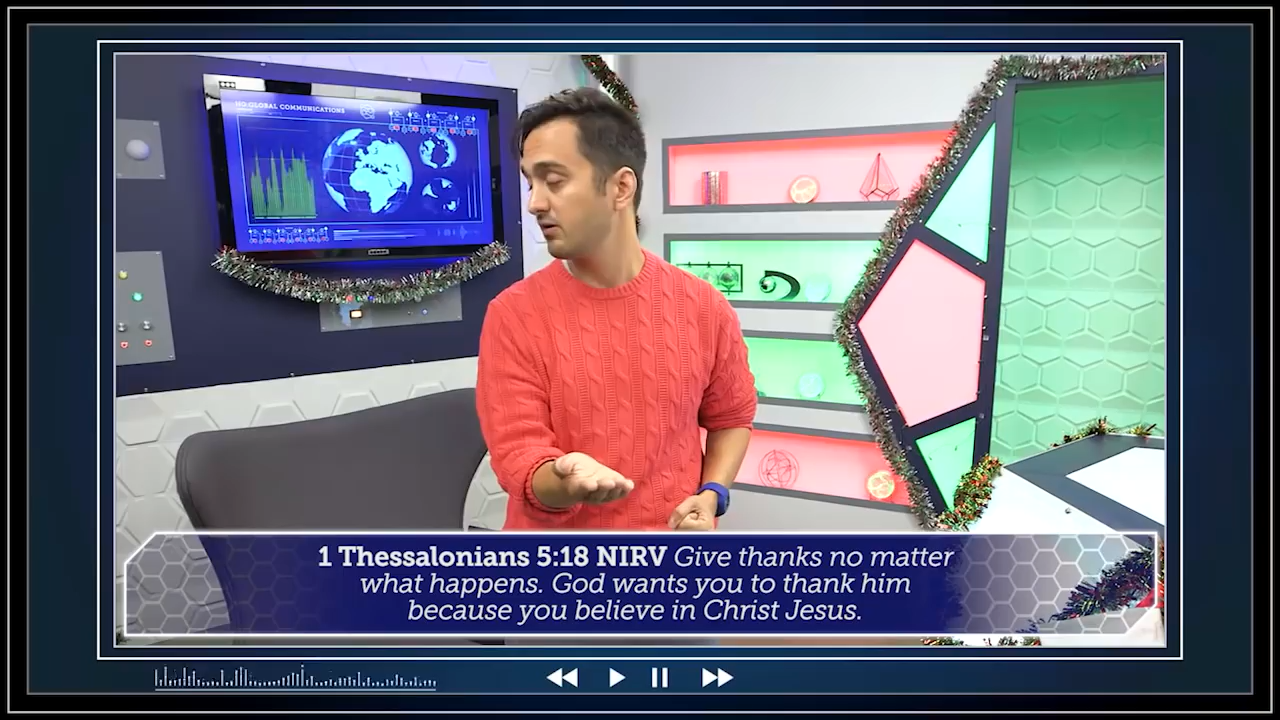 HQ GLOBAL COMMUNICATIONS
1 Thessalonians 5:18 NIRV Give thanks no matter
what happens. God wants you to thank him
because you believe in Christ Jesus.